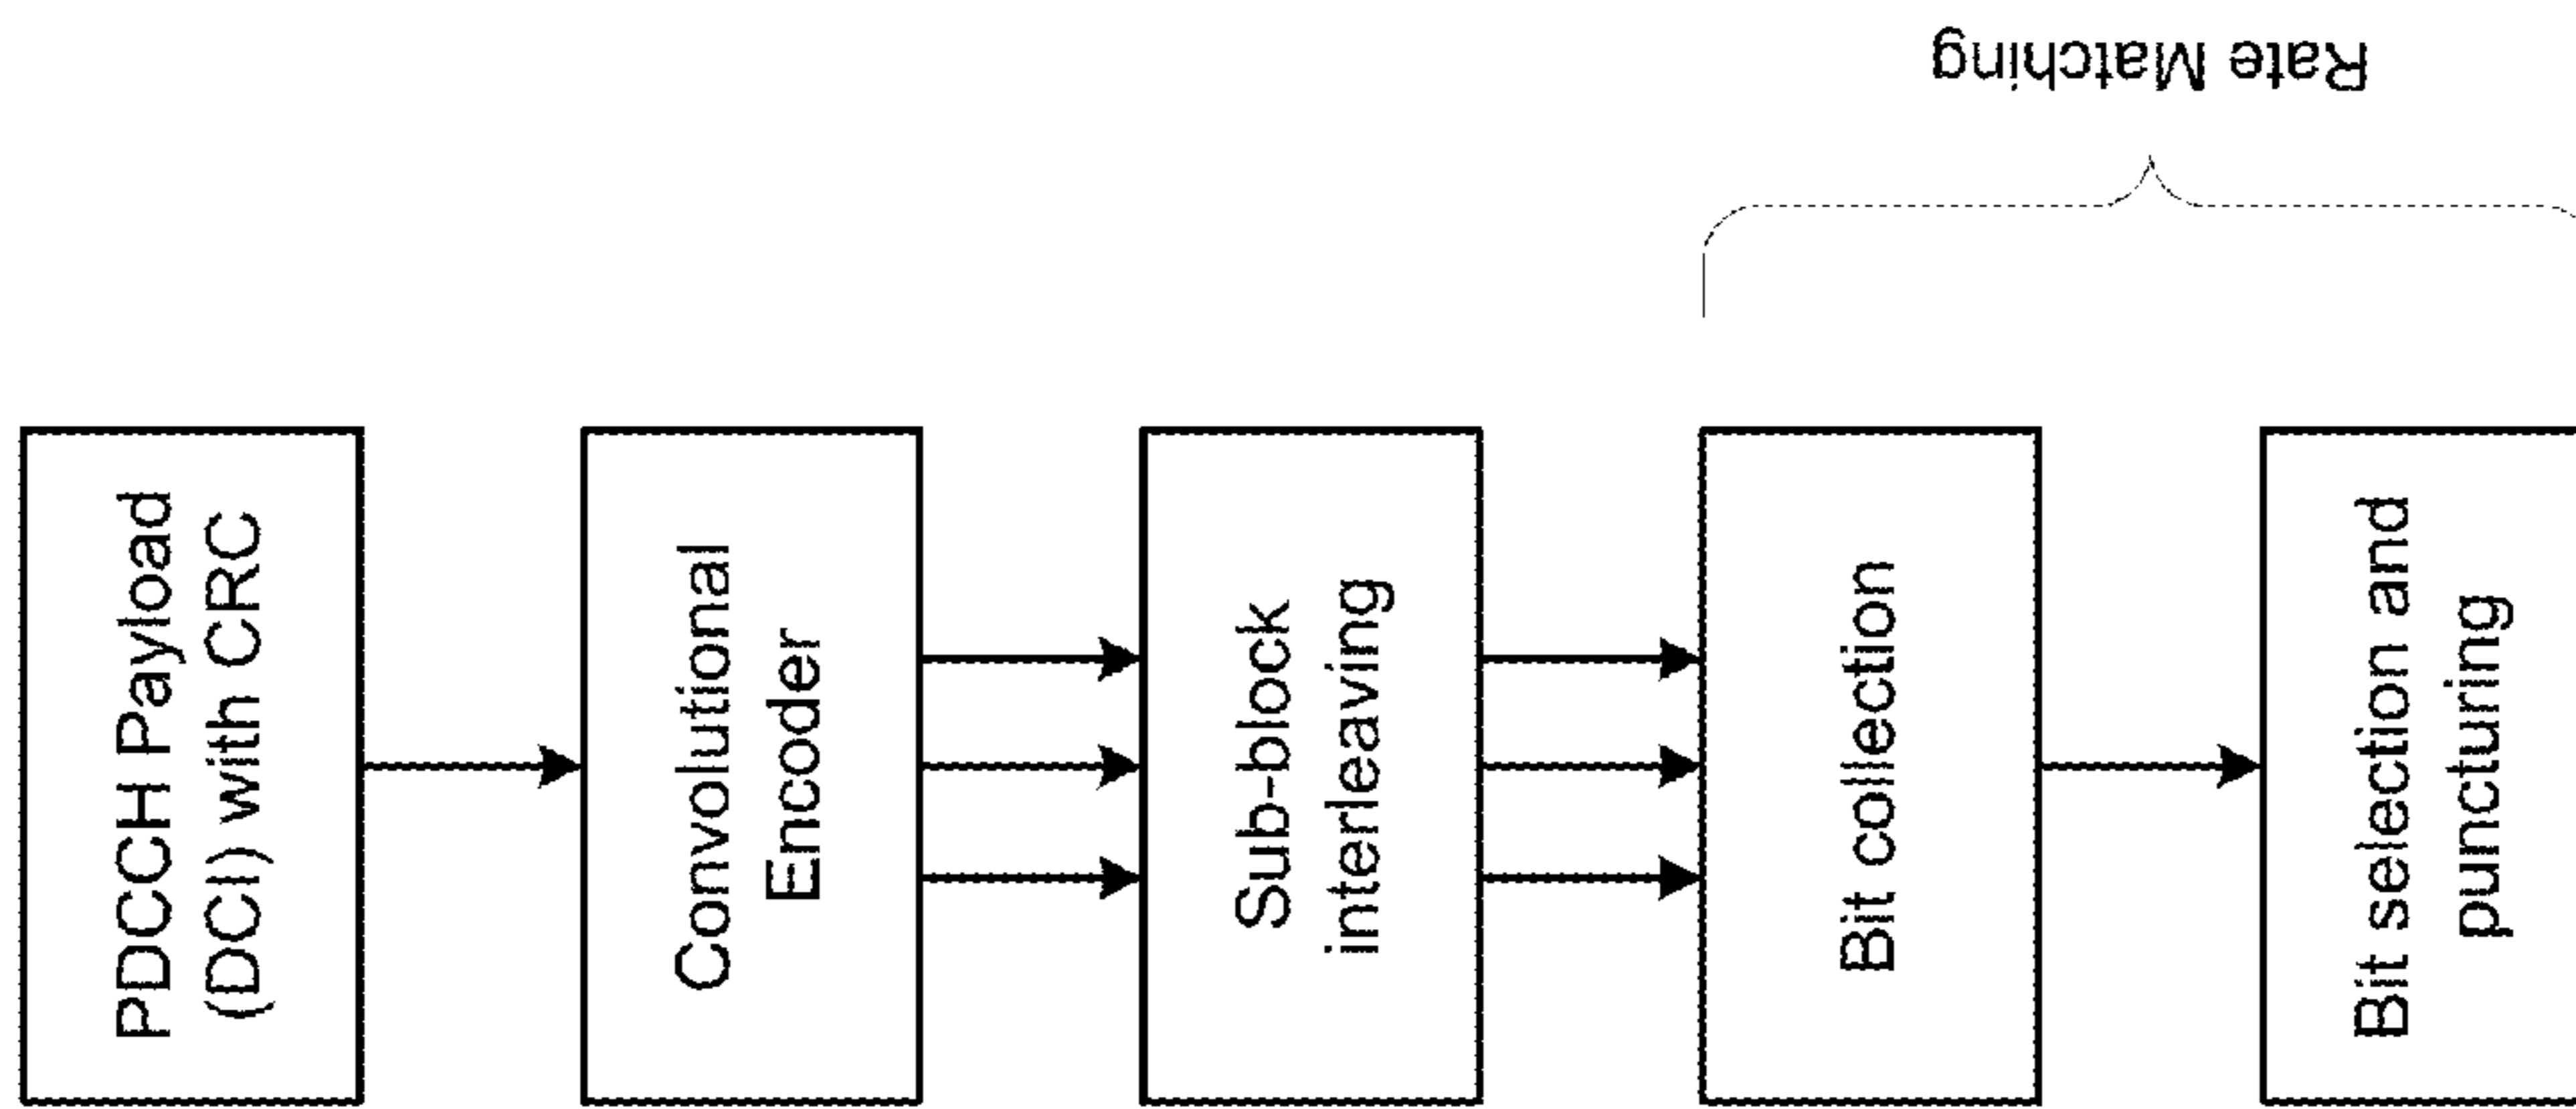 PDCCH Payload
(DCI) with CRC
Convolutional
Encoder
Sub-block
interleaving
Bit collection
Bit selection and
puncturing
Rate Matching